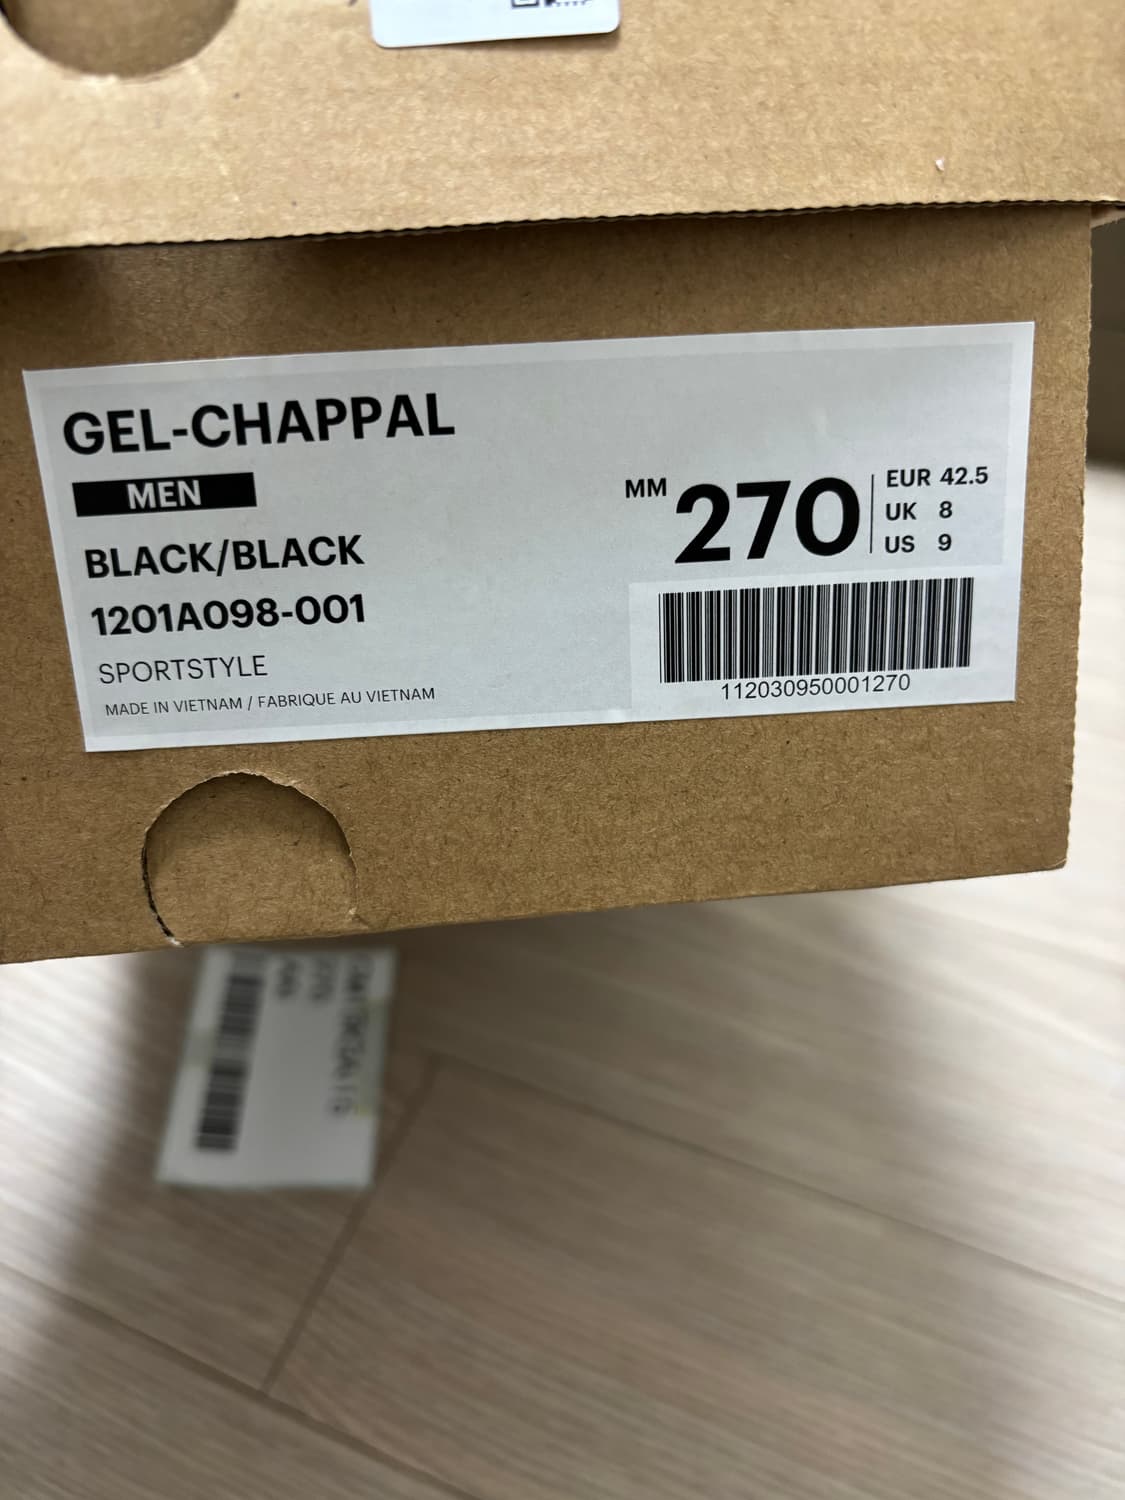 GEL-CHAPPAL
MEN
BLACK/BLACK
1201A098-001
SPORTSTYLE
MADE IN VIETNAM / FABRIQUE AU VIETNAM
MM 270
EUR 42.5
UK 8
US 9
112030950001270